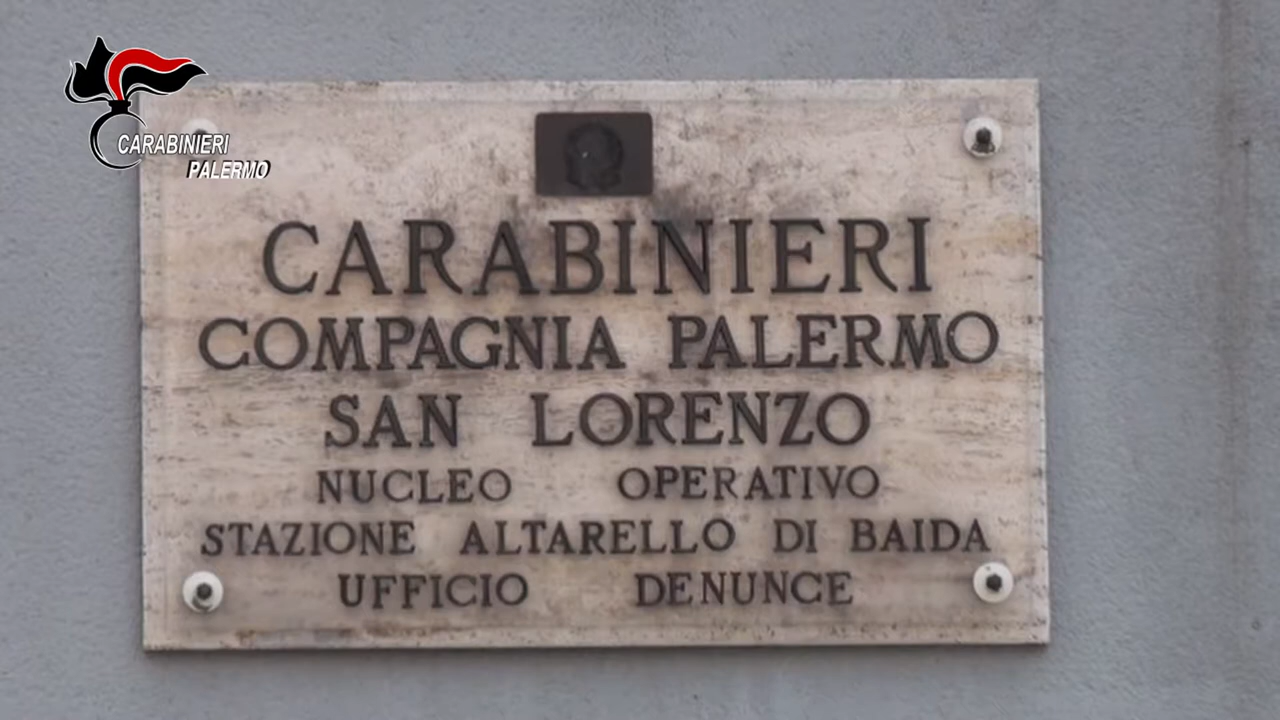 CARABINIERI
PALERMO
CARABINIERI
COMPAGNIA PALERMO
SAN LORENZO
NUCLEO OPERATIVO
STAZIONE ALTARELLO DI BAIDA
UFFICIO DENUNCE